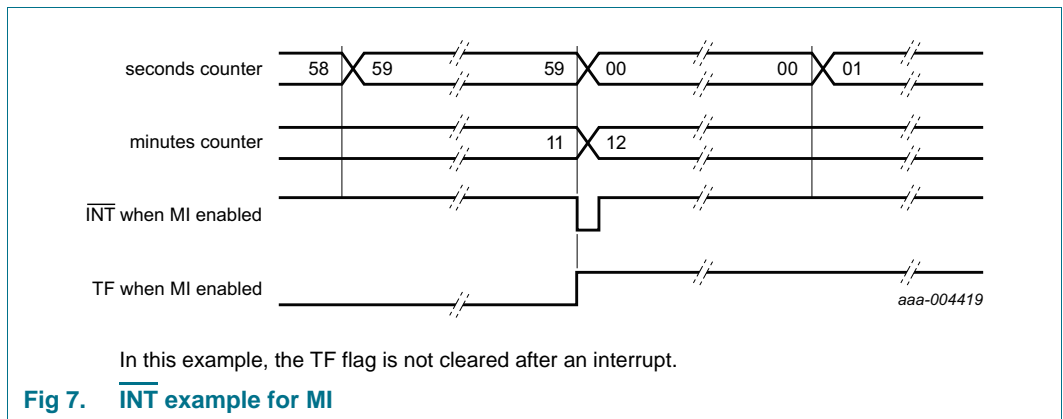 seconds counter 58 59 59 00 00 01
minutes counter 11 12
INT when MI enabled
TF when MI enabled
aaa-004419
In this example, the TF flag is not cleared after an interrupt.
Fig 7. INT example for MI